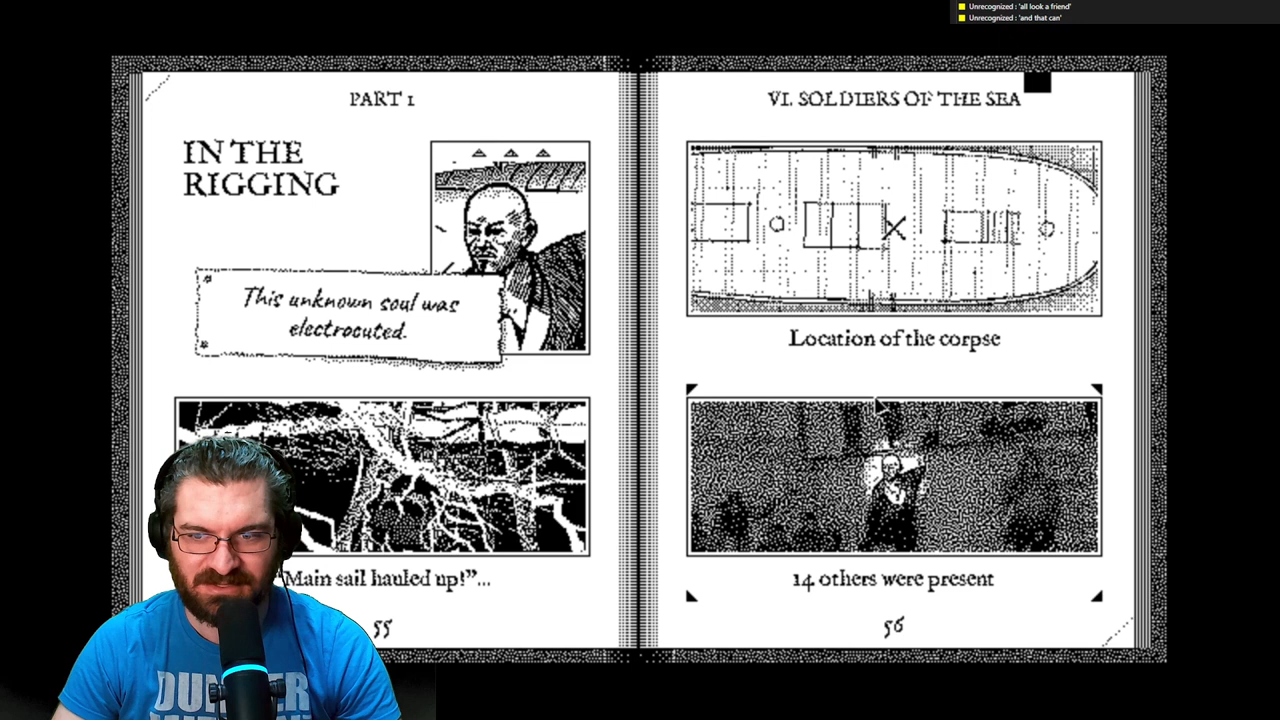 Unrecognized : 'all look a friend'
Unrecognized : 'and that can'
PART 1
IN THE
RIGGING
This unknown soul was
electrocuted.
"Main sail hauled up!"...
55
VI. SOLDIERS OF THE SEA
Location of the corpse
14 others were present
56